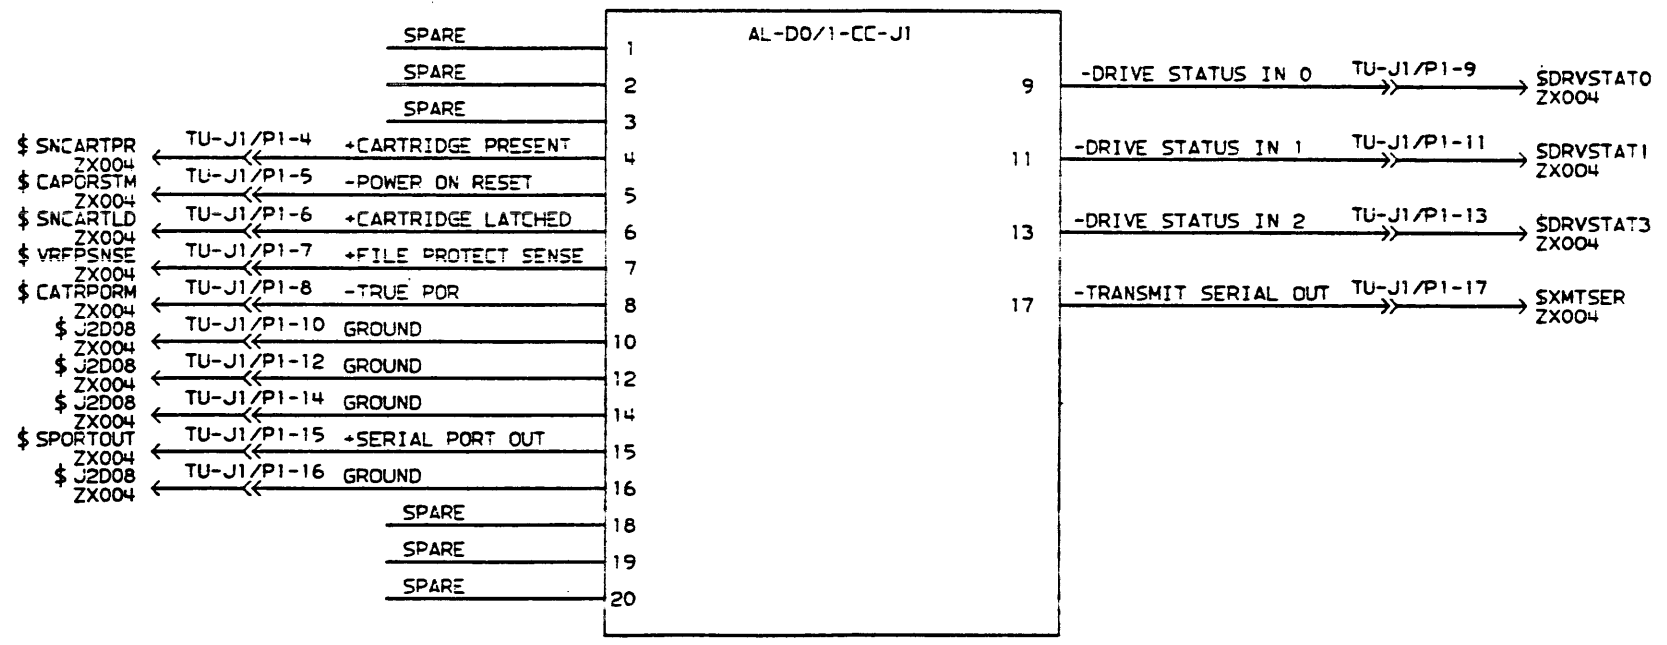 AL-D0/1-CC-J1
SPARE 1
SPARE 2
SPARE 3
$ SNCARTPR TU-J1/P1-4 +CARTRIDGE PRESENT 4
ZX004
$ CAPORSTM TU-J1/P1-5 -POWER ON RESET 5
ZX004
$ SNCARTLD TU-J1/P1-6 +CARTRIDGE LATCHED 6
ZX004
$ VRFPSNSE TU-J1/P1-7 +FILE PROTECT SENSE 7
ZX004
$ CATRPORM TU-J1/P1-8 -TRUE POR 8
ZX004
$ J2D08 TU-J1/P1-10 GROUND 10
ZX004
$ J2D08 TU-J1/P1-12 GROUND 12
ZX004
$ J2D08 TU-J1/P1-14 GROUND 14
ZX004
$ SPORTOUT TU-J1/P1-15 +SERIAL PORT OUT 15
ZX004
$ J2D08 TU-J1/P1-16 GROUND 16
ZX004
SPARE 18
SPARE 19
SPARE 20
9 -DRIVE STATUS IN 0 TU-J1/P1-9 $DRVSTAT0
ZX004
11 -DRIVE STATUS IN 1 TU-J1/P1-11 $DRVSTAT1
ZX004
13 -DRIVE STATUS IN 2 TU-J1/P1-13 $DRVSTAT3
ZX004
17 -TRANSMIT SERIAL OUT TU-J1/P1-17 $XMTSER
ZX004